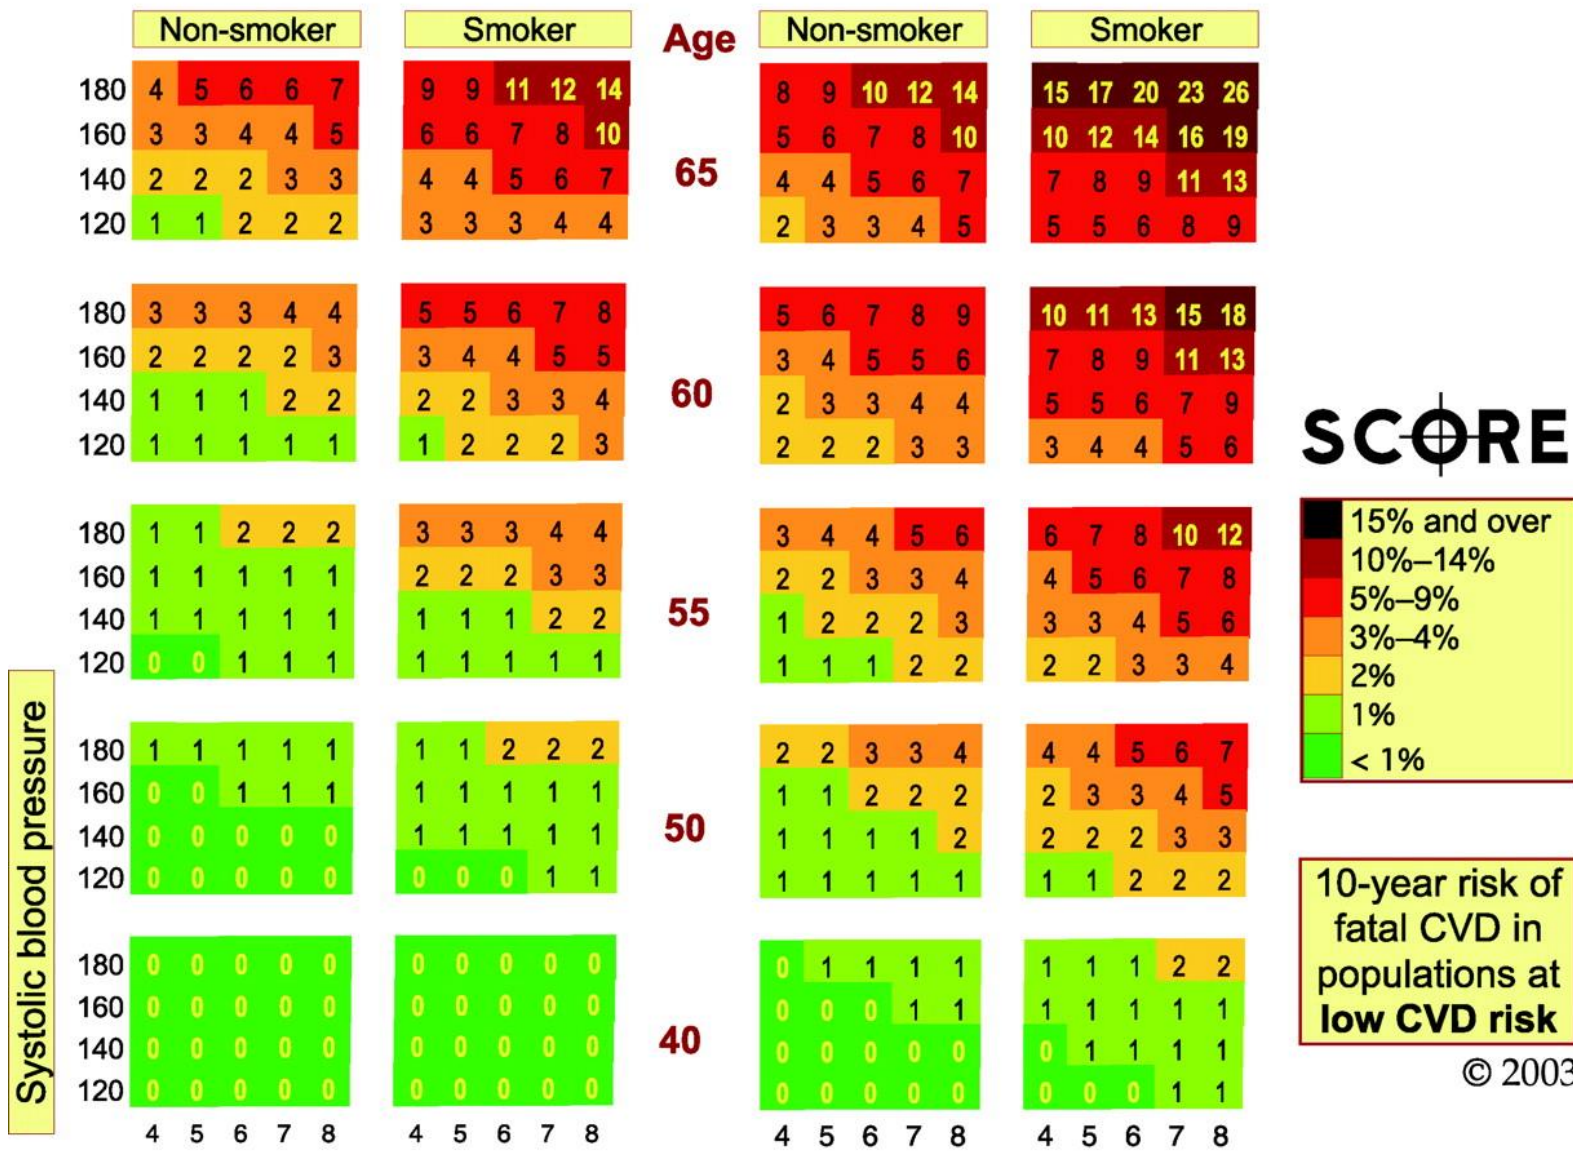 Non-smoker Smoker Age Non-smoker Smoker
180 4 5 6 6 7 9 9 11 12 14 8 9 10 12 14 15 17 20 23 26
160 3 3 4 4 5 6 6 7 8 10 5 6 7 8 10 10 12 14 16 19
65
140 2 2 2 3 3 4 4 5 6 7 4 4 5 6 7 7 8 9 11 13
120 1 1 2 2 2 3 3 3 4 4 2 3 3 4 5 5 5 6 8 9
180 3 3 3 4 4 5 5 6 7 8 5 6 7 8 9 10 11 13 15 18
160 2 2 2 2 3 3 4 4 5 5 3 4 5 5 6 7 8 9 11 13
60
140 1 1 1 2 2 2 2 3 3 4 2 3 3 4 4 5 5 6 7 9
120 1 1 1 1 1 1 2 2 2 3 2 2 2 3 3 3 4 4 5 6
180 1 1 2 2 2 3 3 3 4 4 3 4 4 5 6 6 7 8 10 12
160 1 1 1 1 1 2 2 2 3 3 2 2 3 3 4 4 5 6 7 8
55
140 1 1 1 1 1 1 1 1 2 2 1 2 2 2 3 3 3 4 5 6
120 0 0 1 1 1 1 1 1 1 1 1 1 1 2 2 2 2 3 3 4
180 1 1 1 1 1 1 1 2 2 2 2 2 3 3 4 4 4 5 6 7
160 0 0 1 1 1 1 1 1 1 1 1 1 2 2 2 2 3 3 4 5
50
140 0 0 0 0 0 1 1 1 1 1 1 1 1 1 2 2 2 2 3 3
120 0 0 0 0 0 0 0 0 1 1 1 1 1 1 1 1 1 2 2 2
180 0 0 0 0 0 0 0 0 0 0 0 1 1 1 1 1 1 1 2 2
160 0 0 0 0 0 0 0 0 0 0 0 0 0 1 1 1 1 1 1 1
40
140 0 0 0 0 0 0 0 0 0 0 0 0 0 0 0 0 1 1 1 1
120 0 0 0 0 0 0 0 0 0 0 0 0 0 0 0 0 0 0 1 1
4 5 6 7 8 4 5 6 7 8 4 5 6 7 8 4 5 6 7 8
Systolic blood pressure
SCORE
15% and over
10%–14%
5%–9%
3%–4%
2%
1%
< 1%
10-year risk of
fatal CVD in
populations at
low CVD risk
© 2003